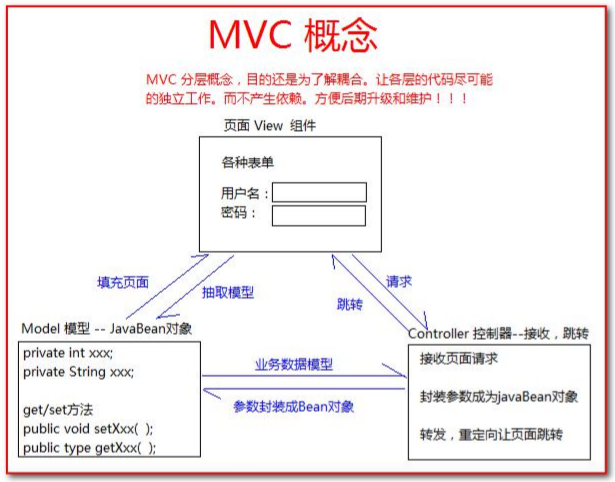 MVC 概念
MVC 分层概念，目的还是为了解耦合。让各层的代码尽可能
的独立工作。而不产生依赖。方便后期升级和维护！！！
页面 View 组件
各种表单
用户名：
密码：
填充页面
抽取模型
请求
跳转
Model 模型 -- JavaBean对象
private int xxx;
private String xxx;
get/set方法
public void setXxx( );
public type getXxx( );
业务数据模型
参数封装成Bean对象
Controller 控制器--接收，跳转
接收页面请求
封装参数成为javaBean对象
转发，重定向让页面跳转